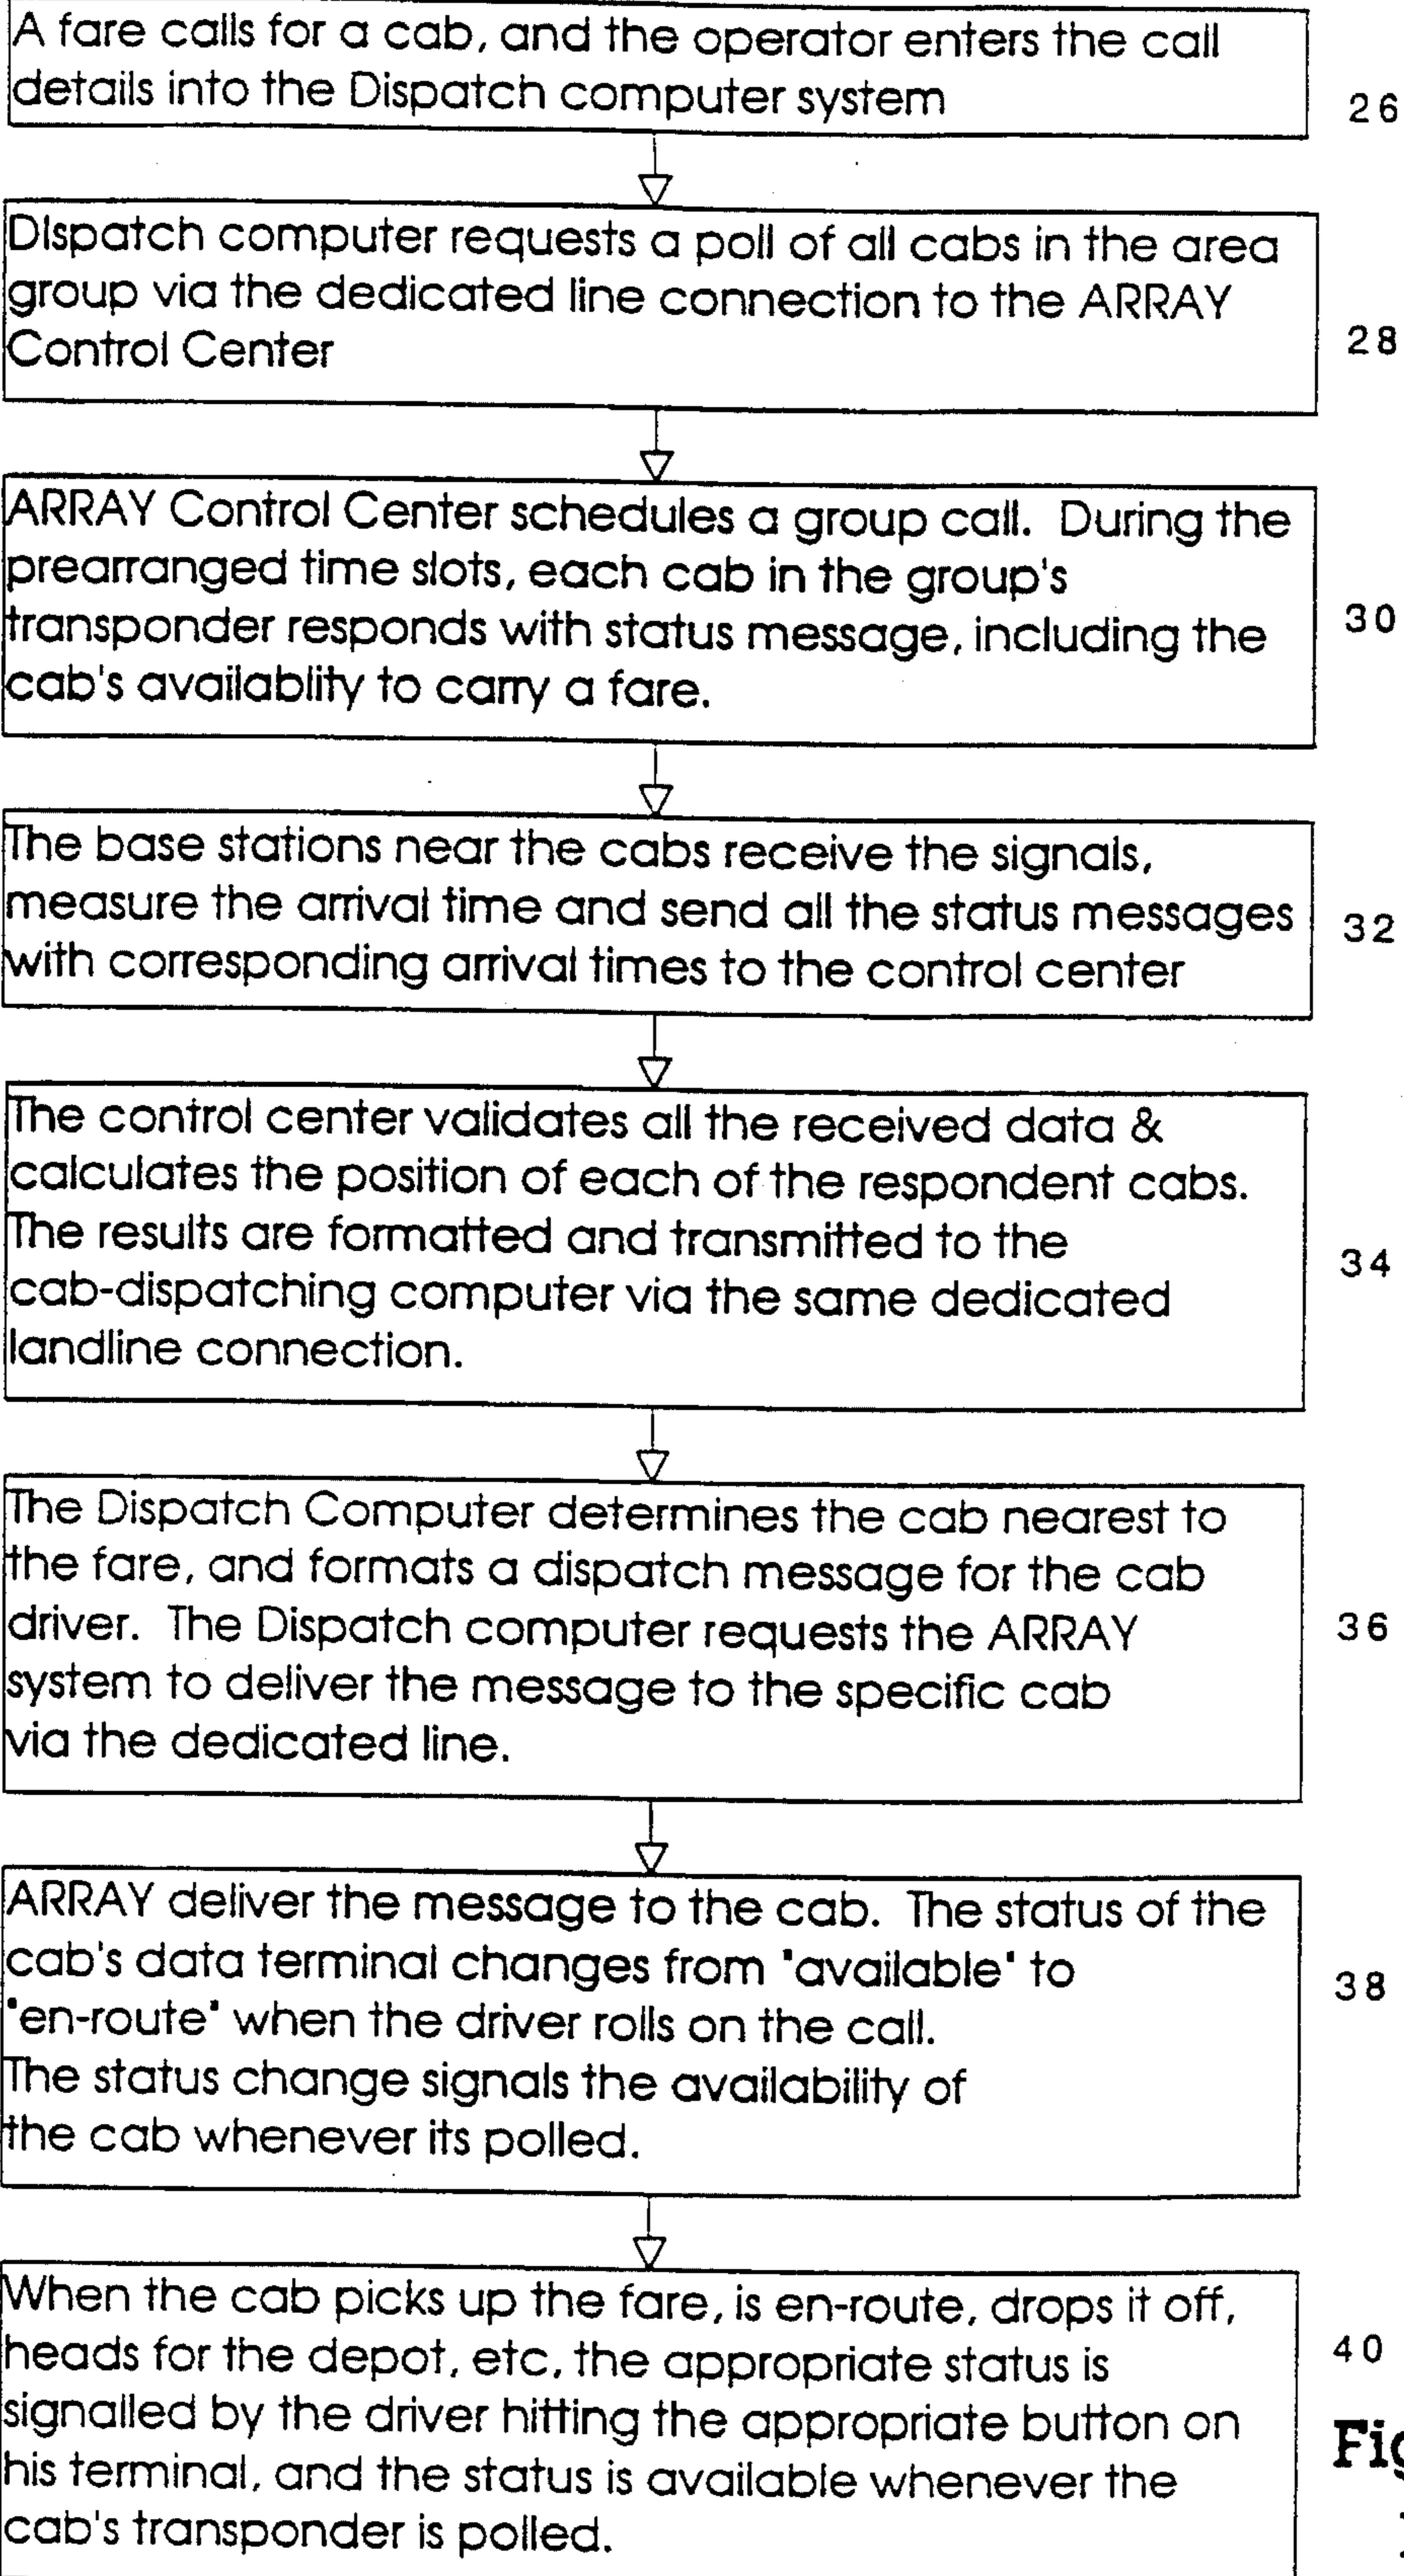 A fare calls for a cab, and the operator enters the call
details into the Dispatch computer system
26
DIspatch computer requests a poll of all cabs in the area
group via the dedicated line connection to the ARRAY
Control Center
28
ARRAY Control Center schedules a group call. During the
prearranged time slots, each cab in the group's
transponder responds with status message, including the
cab's availablity to carry a fare.
30
The base stations near the cabs receive the signals,
measure the arrival time and send all the status messages
with corresponding arrival times to the control center
32
The control center validates all the received data &
calculates the position of each of the respondent cabs.
The results are formatted and transmitted to the
cab-dispatching computer via the same dedicated
landline connection.
34
The Dispatch Computer determines the cab nearest to
the fare, and formats a dispatch message for the cab
driver. The Dispatch computer requests the ARRAY
system to deliver the message to the specific cab
via the dedicated line.
36
ARRAY deliver the message to the cab. The status of the
cab's data terminal changes from "available" to
"en-route" when the driver rolls on the call.
The status change signals the availability of
the cab whenever its polled.
38
When the cab picks up the fare, is en-route, drops it off,
heads for the depot, etc, the appropriate status is
signalled by the driver hitting the appropriate button on
his terminal, and the status is available whenever the
cab's transponder is polled.
40